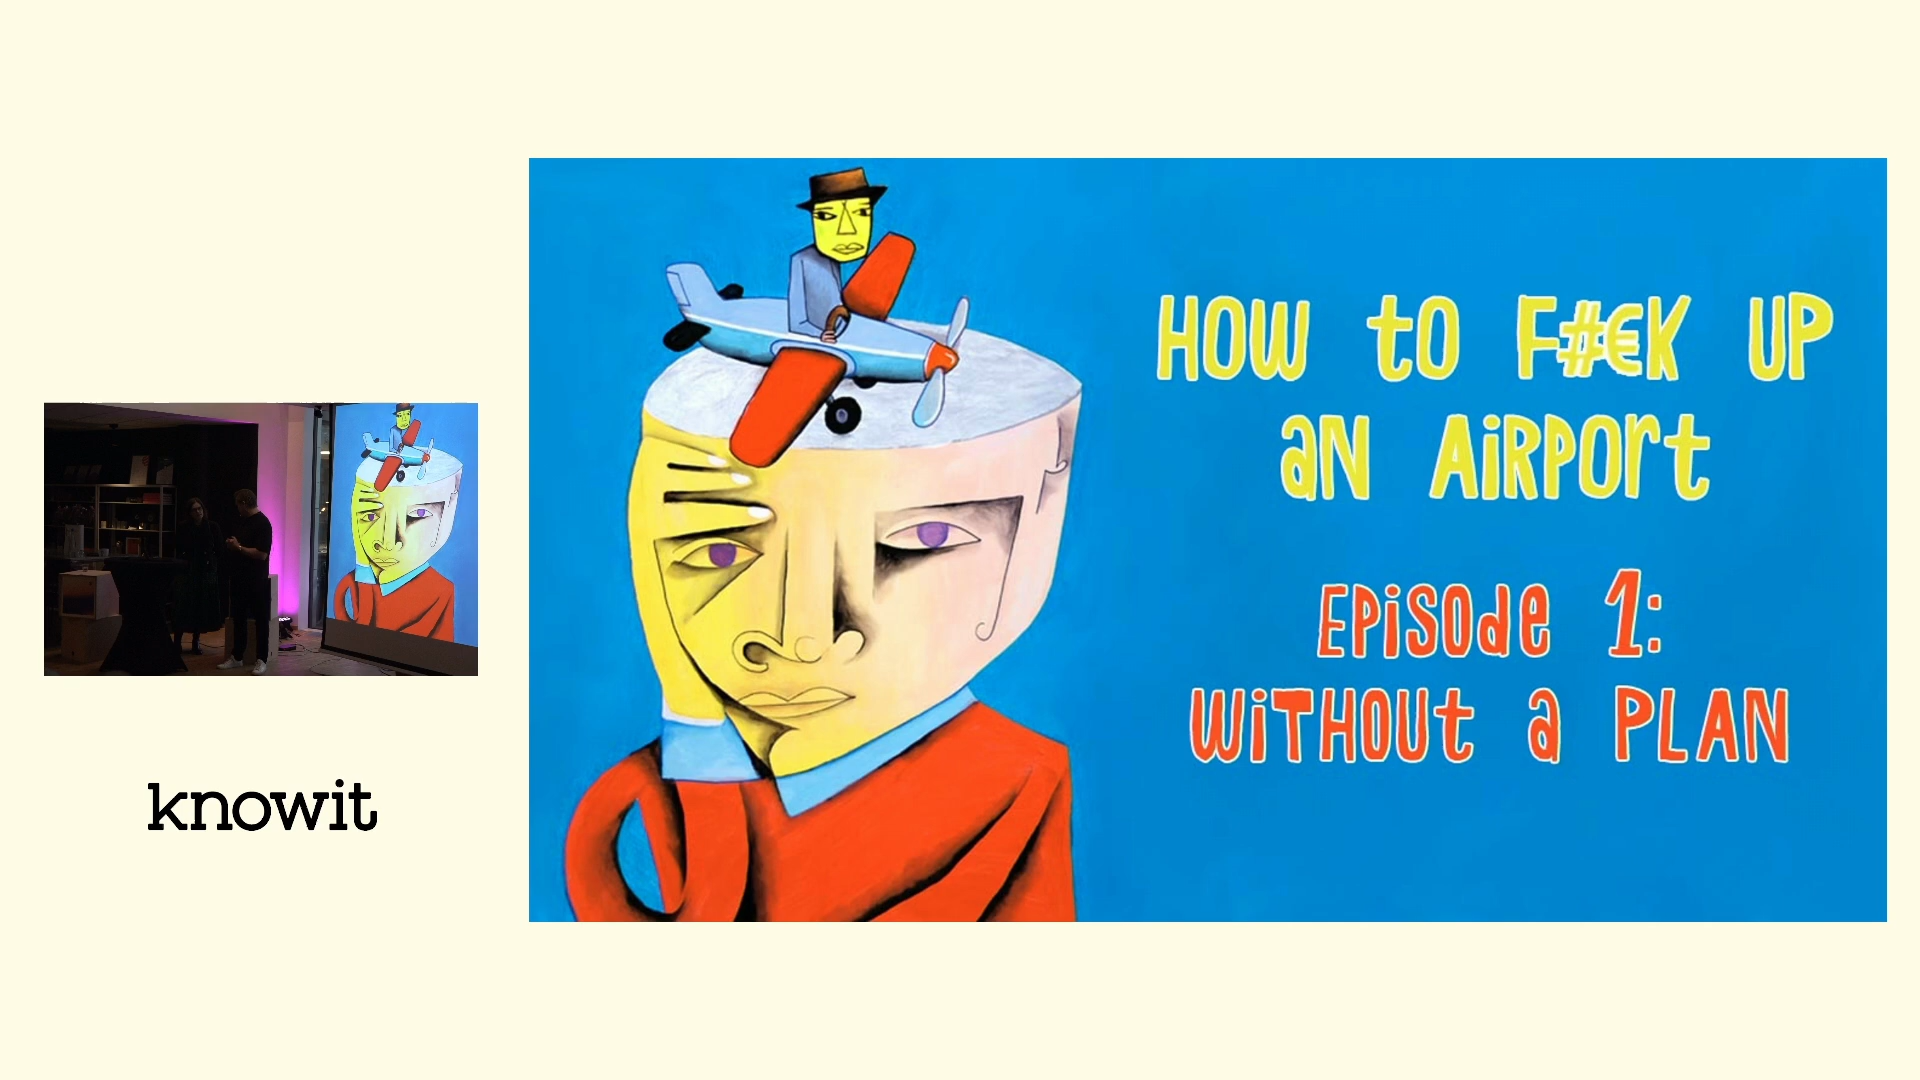 HOW to F#€K UP
aN AiRPOrt
EPiSOde 1:
WiTHOUt a PLAN
knowit